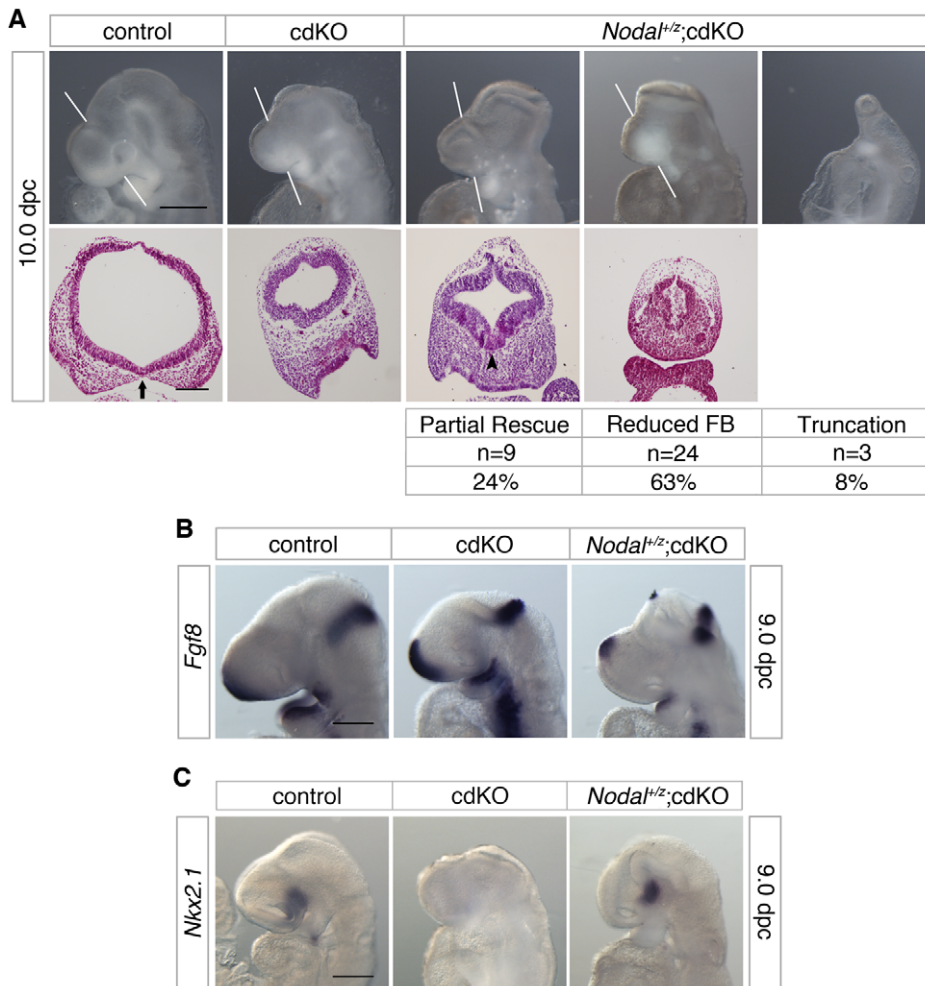 A
control cdKO Nodal+/z;cdKO
10.0 dpc
Partial Rescue Reduced FB Truncation
n=9 n=24 n=3
24% 63% 8%
B
control cdKO Nodal+/z;cdKO
Fgf8
9.0 dpc
C
control cdKO Nodal+/z;cdKO
Nkx2.1
9.0 dpc